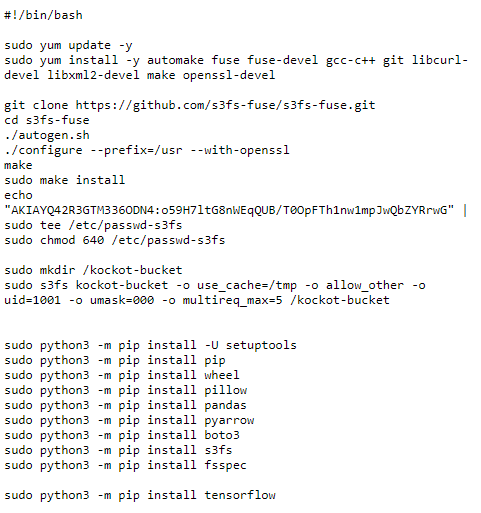 #!/bin/bash
sudo yum update -y
sudo yum install -y automake fuse fuse-devel gcc-c++ git libcurl-
devel libxml2-devel make openssl-devel
git clone https://github.com/s3fs-fuse/s3fs-fuse.git
cd s3fs-fuse
./autogen.sh
./configure --prefix=/usr --with-openssl
make
sudo make install
echo
"AKIAYQ42R3GTM336ODN4:o59H7ltG8nWEqQUB/T0OpFTh1nw1mpJwQbZYRrwG" |
sudo tee /etc/passwd-s3fs
sudo chmod 640 /etc/passwd-s3fs
sudo mkdir /kockot-bucket
sudo s3fs kockot-bucket -o use_cache=/tmp -o allow_other -o
uid=1001 -o umask=000 -o multireq_max=5 /kockot-bucket
sudo python3 -m pip install -U setuptools
sudo python3 -m pip install pip
sudo python3 -m pip install wheel
sudo python3 -m pip install pillow
sudo python3 -m pip install pandas
sudo python3 -m pip install pyarrow
sudo python3 -m pip install boto3
sudo python3 -m pip install s3fs
sudo python3 -m pip install fsspec
sudo python3 -m pip install tensorflow